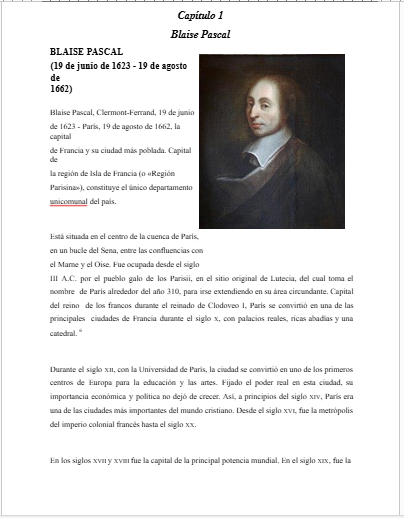 Capítulo 1
Blaise Pascal
BLAISE PASCAL
(19 de junio de 1623 - 19 de agosto
de
1662)
Blaise Pascal, Clermont-Ferrand, 19 de junio
de 1623 - París, 19 de agosto de 1662, la
capital
de Francia y su ciudad más poblada. Capital
de
la región de Isla de Francia (o «Región
Parisina»), constituye el único departamento
unicomunal del país.
Está situada en el centro de la cuenca de París,
en un bucle del Sena, entre las confluencias con
el Marne y el Oise. Fue ocupada desde el siglo
III A.C. por el pueblo galo de los Parisii, en el sitio original de Lutecia, del cual toma el
nombre de París alrededor del año 310, para irse extendiendo en su área circundante. Capital
del reino de los francos durante el reinado de Clodoveo I, París se convirtió en una de las
principales ciudades de Francia durante el siglo X, con palacios reales, ricas abadías y una
catedral.
Durante el siglo XII, con la Universidad de París, la ciudad se convirtió en uno de los primeros
centros de Europa para la educación y las artes. Fijado el poder real en esta ciudad, su
importancia económica y política no dejó de crecer. Así, a principios del siglo XIV, París era
una de las ciudades más importantes del mundo cristiano. Desde el siglo XVI, fue la metrópolis
del imperio colonial francés hasta el siglo XX.
En los siglos XVII y XVIII fue la capital de la principal potencia mundial. En el siglo XIX, fue la